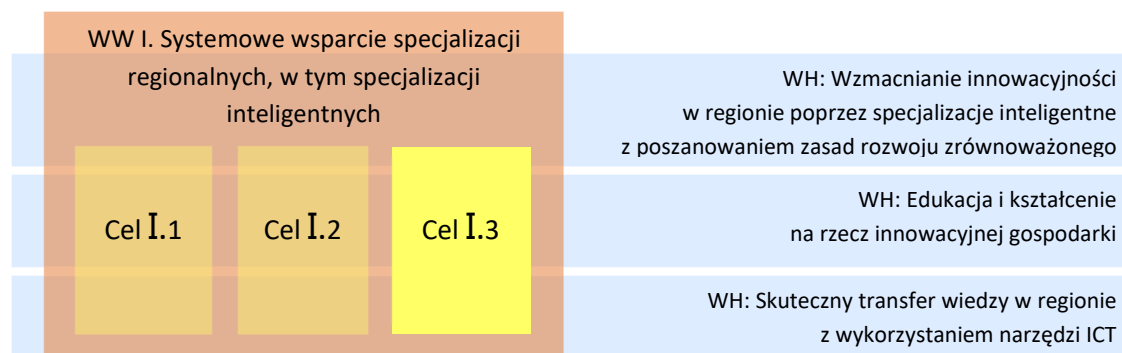 WW I. Systemowe wsparcie specjalizacji
regionalnych, w tym specjalizacji
inteligentnych
Cel I.1
Cel I.2
Cel I.3
WH: Wzmacnianie innowacyjności
w regionie poprzez specjalizacje inteligentne
z poszanowaniem zasad rozwoju zrównoważonego
WH: Edukacja i kształcenie
na rzecz innowacyjnej gospodarki
WH: Skuteczny transfer wiedzy w regionie
z wykorzystaniem narzędzi ICT